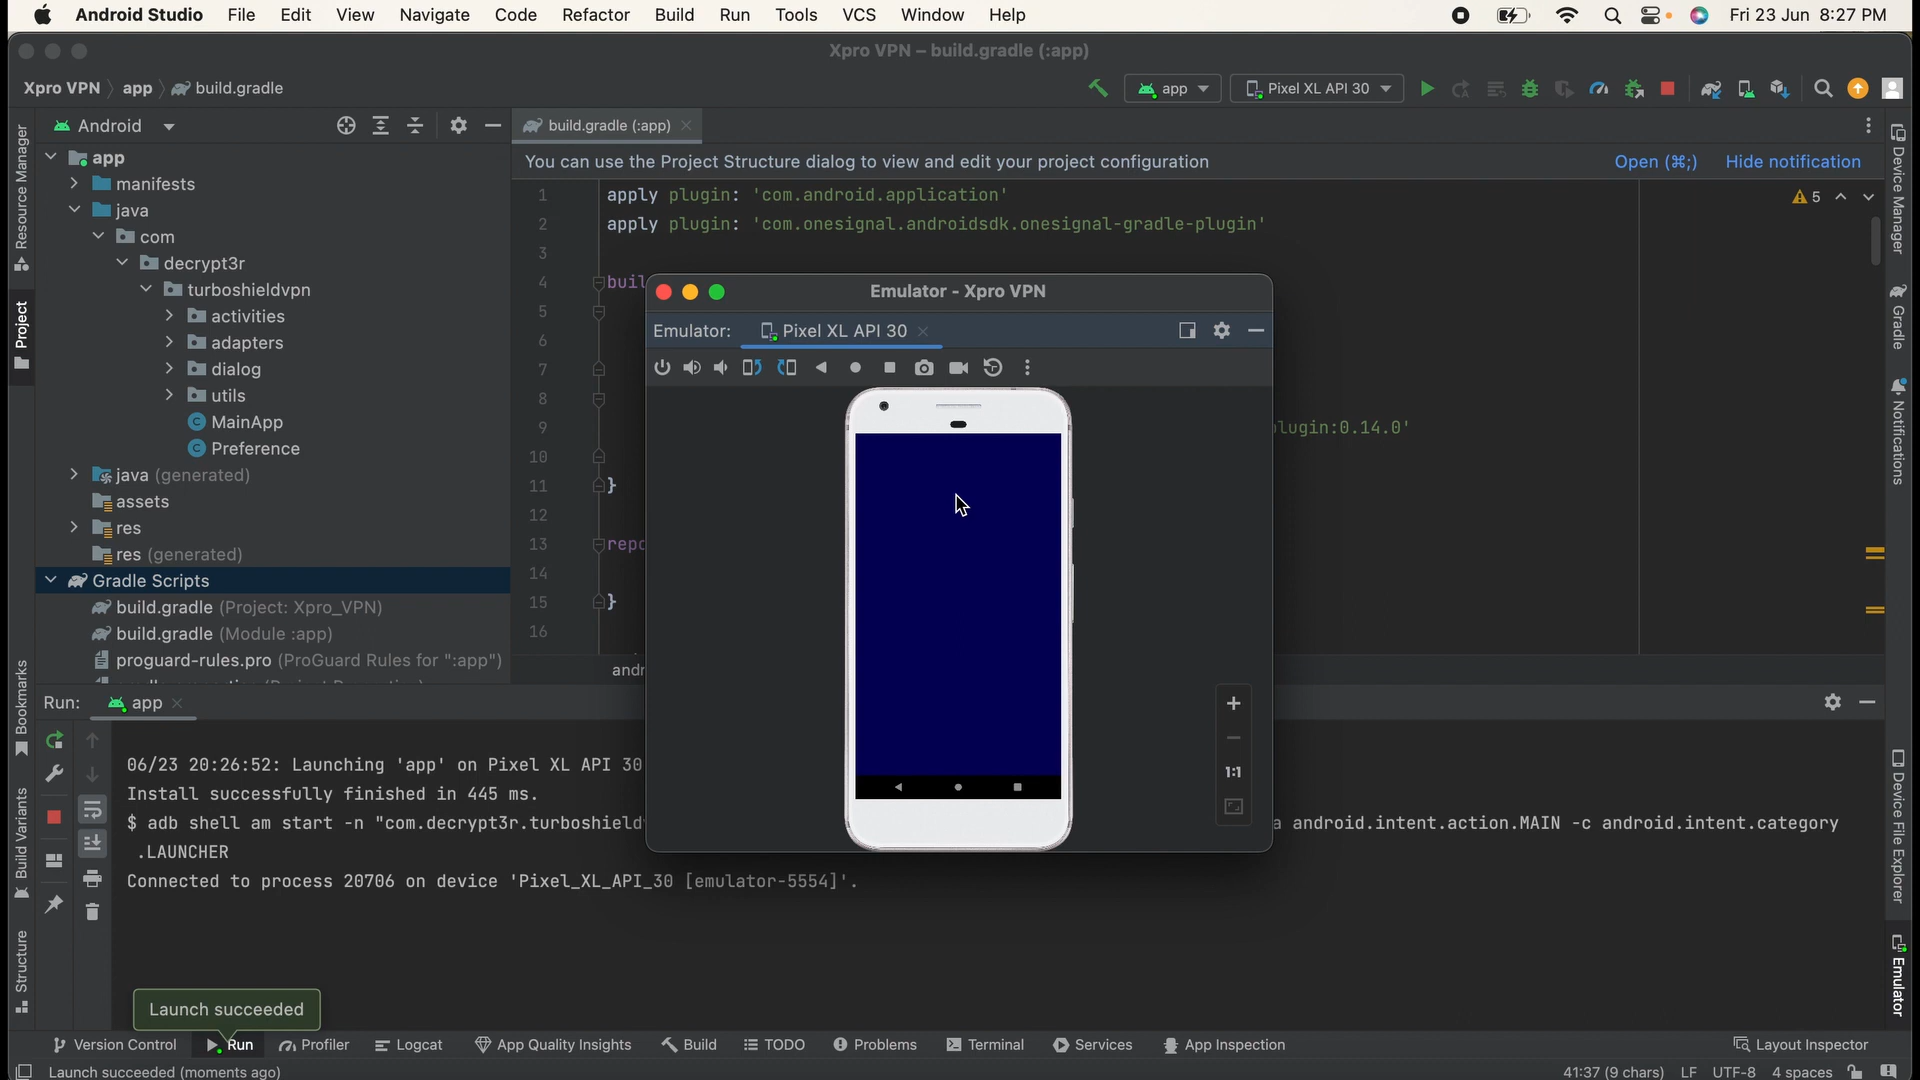 Android Studio File Edit View Navigate Code Refactor Build Run Tools VCS Window Help Fri 23 Jun 8:27 PM
Xpro VPN – build.gradle (:app)
Xpro VPN app build.gradle app Pixel XL API 30
Android build.gradle (:app)
You can use the Project Structure dialog to view and edit your project configuration Open (⌘;) Hide notification
app
manifests
java
com
decrypt3r
turboshieldvpn
activities
adapters
dialog
utils
MainApp
Preference
java (generated)
assets
res
res (generated)
Gradle Scripts
build.gradle (Project: Xpro_VPN)
build.gradle (Module :app)
proguard-rules.pro (ProGuard Rules for ":app")
1 apply plugin: 'com.android.application'
2 apply plugin: 'com.onesignal.androidsdk.onesignal-gradle-plugin'
3
4 buil
5
6
7
8
9 lugin:0.14.0'
10
11 }
12
13 repo
14
15 }
16
andr
5
Emulator - Xpro VPN
Emulator: Pixel XL API 30
1:1
Run: app
06/23 20:26:52: Launching 'app' on Pixel XL API 30
Install successfully finished in 445 ms.
$ adb shell am start -n "com.decrypt3r.turboshield a android.intent.action.MAIN -c android.intent.category
.LAUNCHER
Connected to process 20706 on device 'Pixel_XL_API_30 [emulator-5554]'.
Launch succeeded
Version Control Run Profiler Logcat App Quality Insights Build TODO Problems Terminal Services App Inspection Layout Inspector
Launch succeeded (moments ago) 41:37 (9 chars) LF UTF-8 4 spaces
Resource Manager
Project
Bookmarks
Build Variants
Structure
Device Manager
Gradle
Notifications
Device File Explorer
Emulator